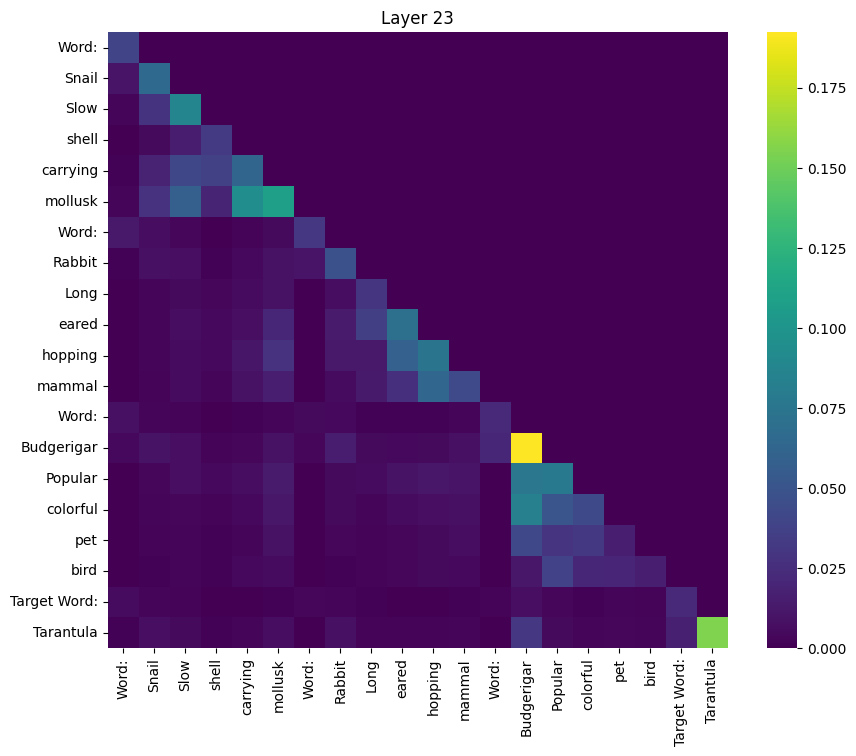 Layer 23
Word:
Snail
Slow
shell
carrying
mollusk
Word:
Rabbit
Long
eared
hopping
mammal
Word:
Budgerigar
Popular
colorful
pet
bird
Target Word:
Tarantula
Word:
Snail
Slow
shell
carrying
mollusk
Word:
Rabbit
Long
eared
hopping
mammal
Word:
Budgerigar
Popular
colorful
pet
bird
Target Word:
Tarantula
0.175
0.150
0.125
0.100
0.075
0.050
0.025
0.000